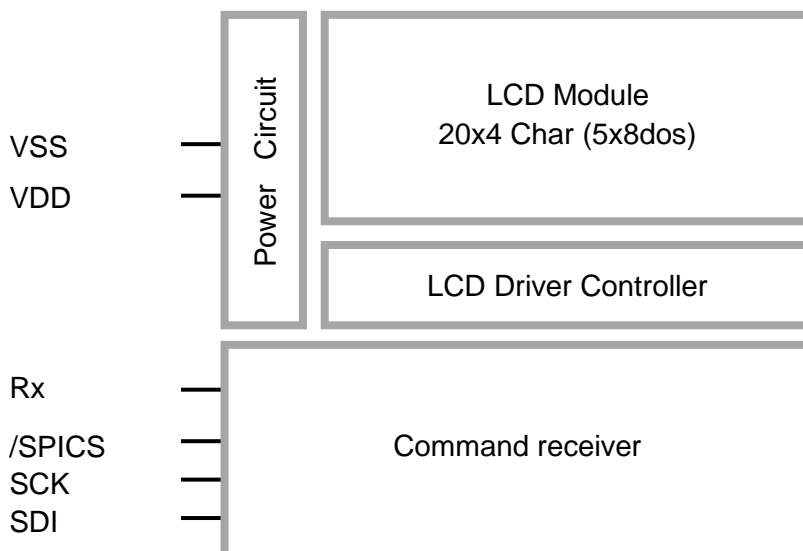 VSS
VDD
Power Circuit
LCD Module
20x4 Char (5x8dos)
LCD Driver Controller
Rx
/SPICS
SCK
SDI
Command receiver